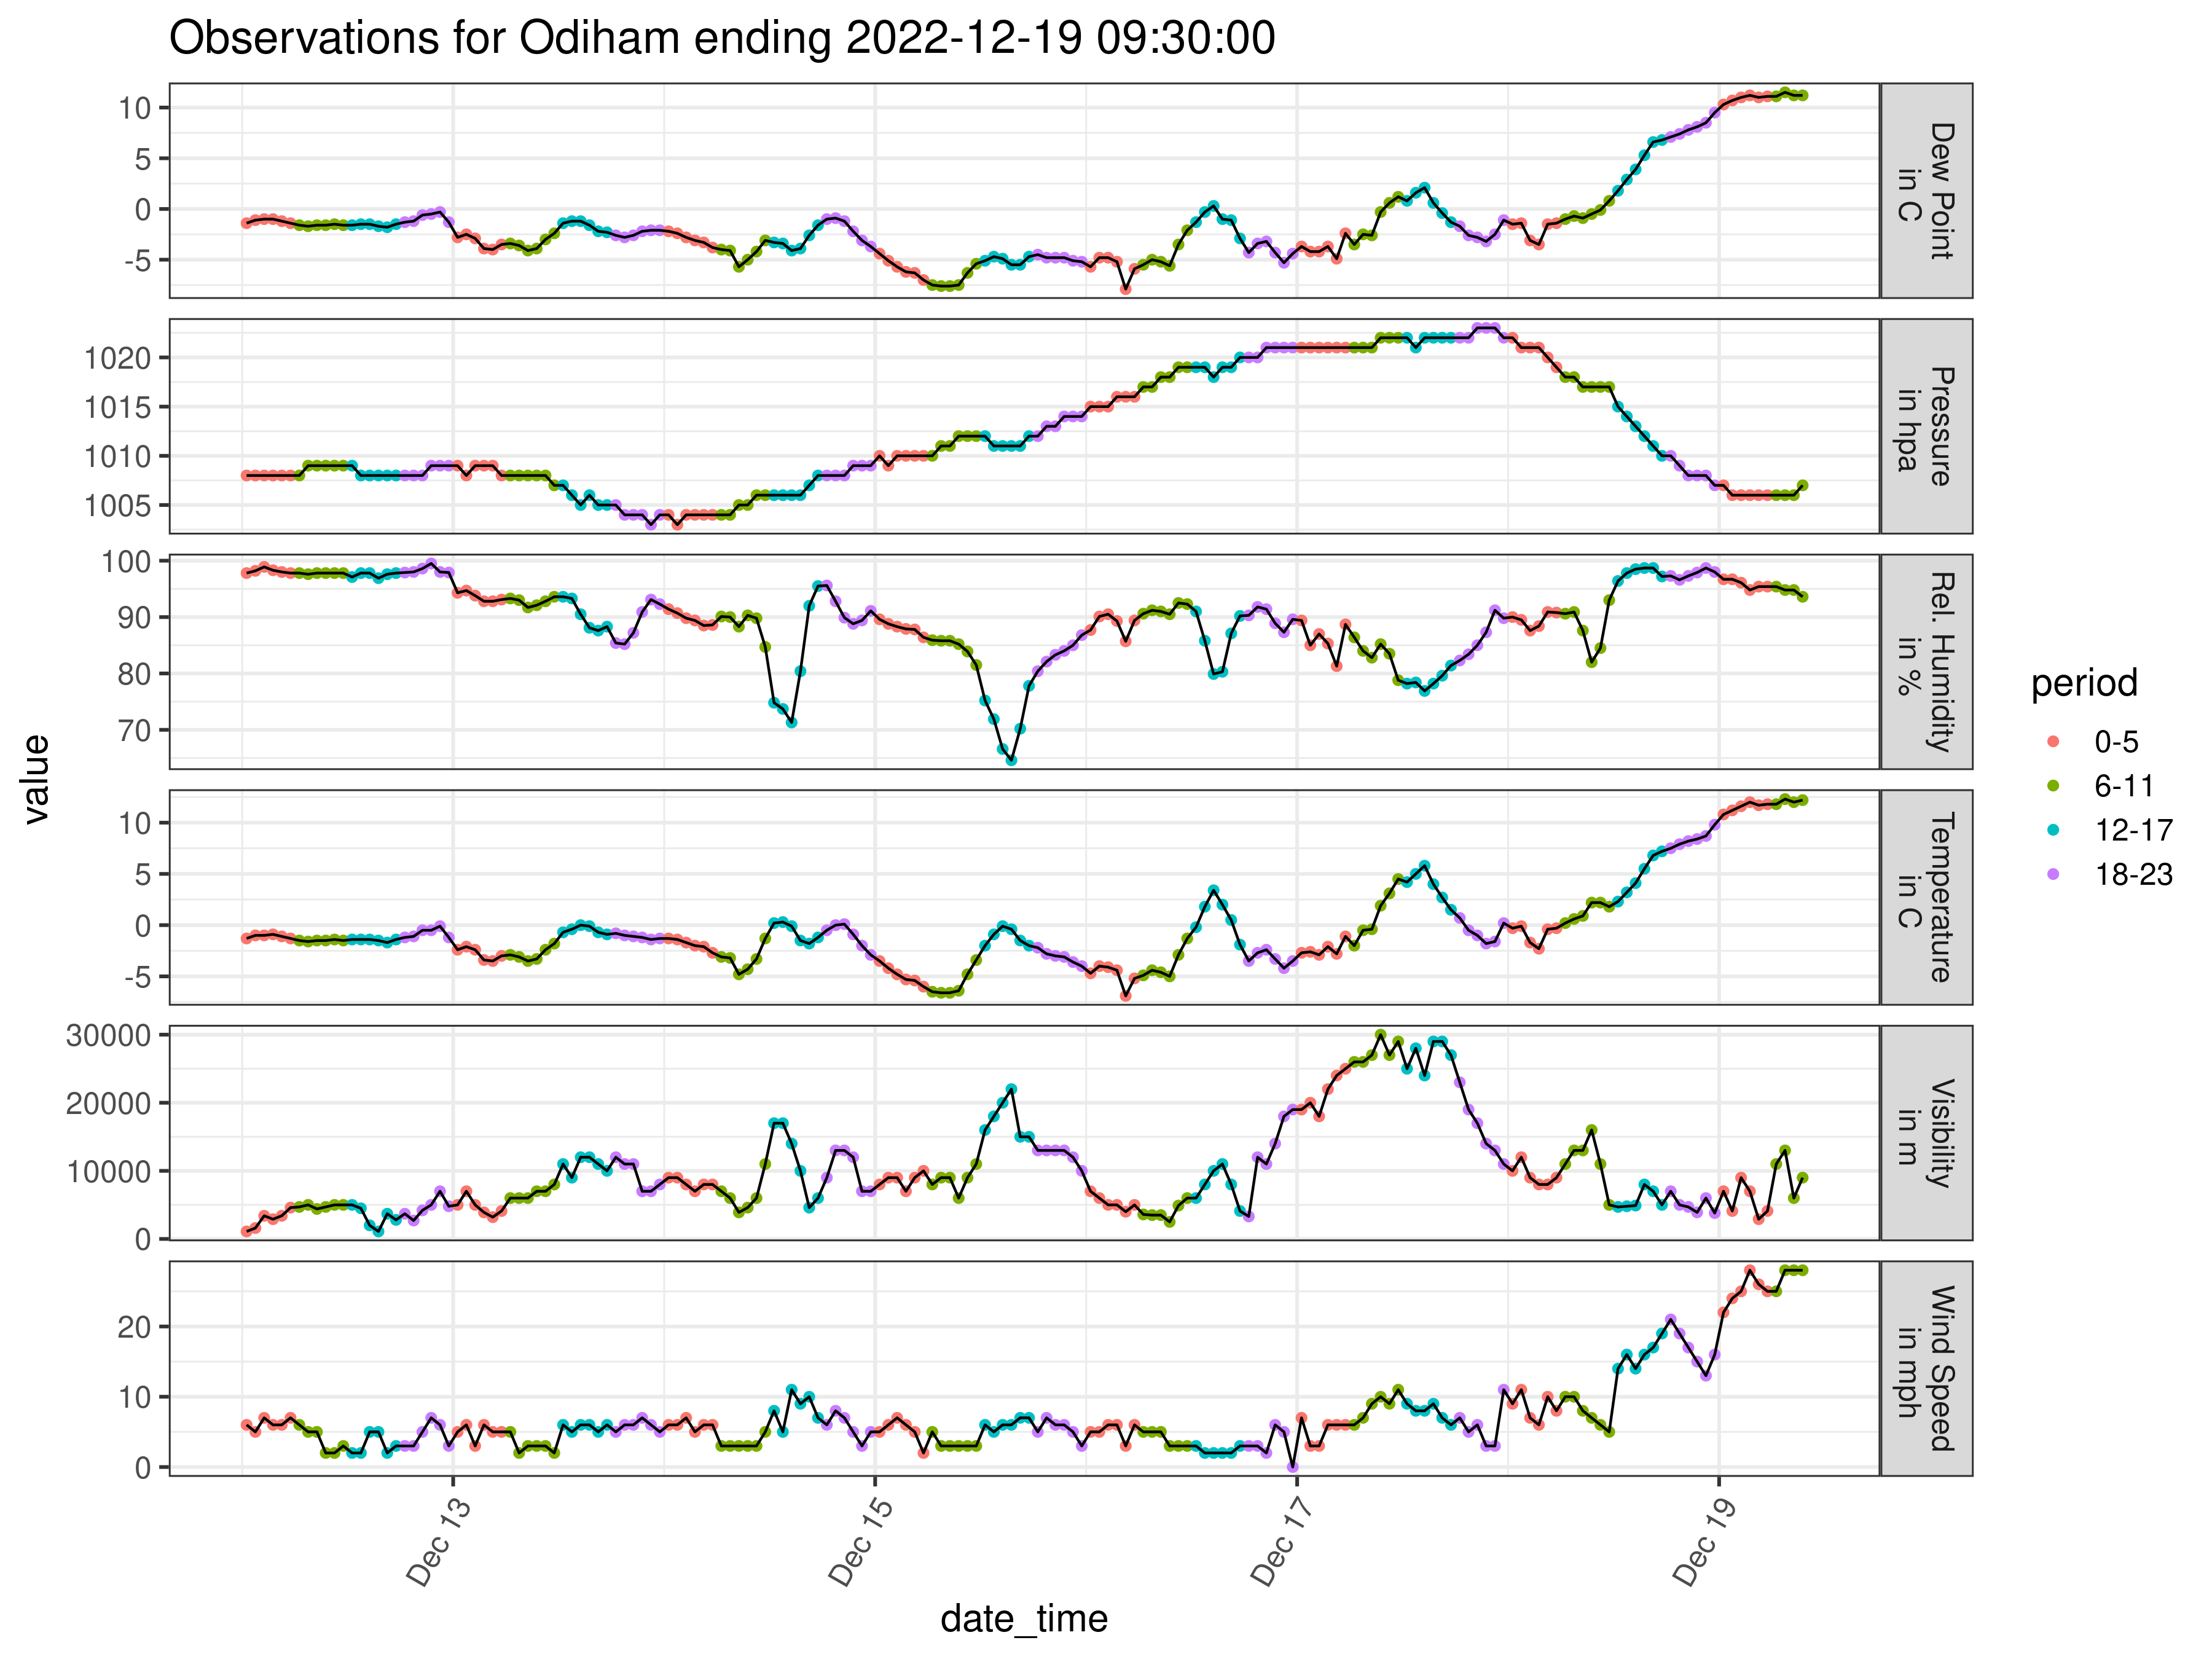 Observations for Odiham ending 2022-12-19 09:30:00
10
5
0
-5
Dew Point
in C
1020
1015
1010
1005
Pressure
in hpa
100
90
80
70
Rel. Humidity
in %
10
5
0
-5
Temperature
in C
30000
20000
10000
0
Visibility
in m
20
10
0
Wind Speed
in mph
value
Dec 13
Dec 15
Dec 17
Dec 19
date_time
period
0-5
6-11
12-17
18-23